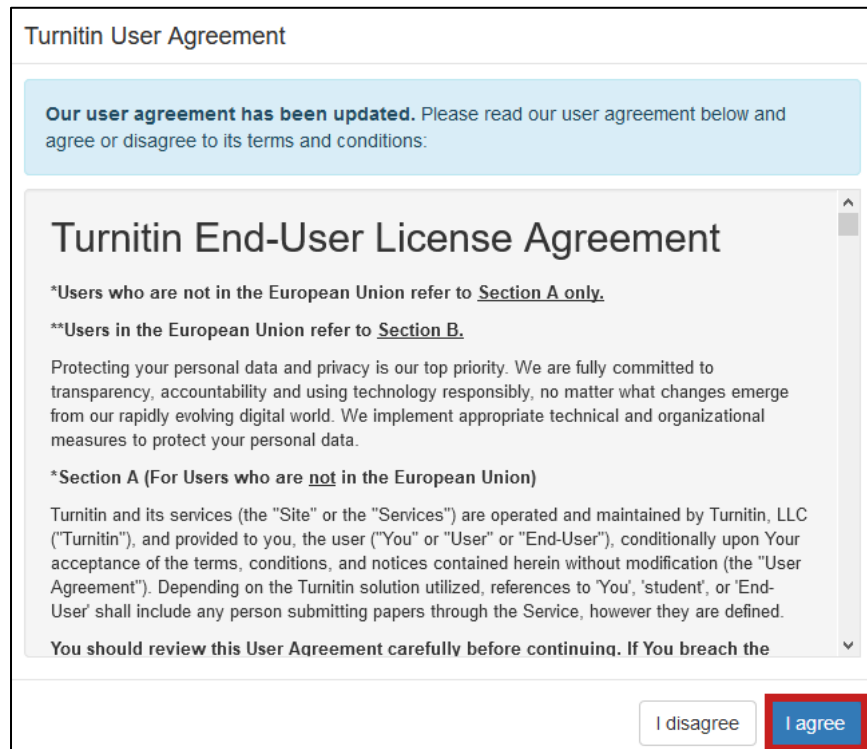 Turnitin User Agreement
Our user agreement has been updated. Please read our user agreement below and
agree or disagree to its terms and conditions:
Turnitin End-User License Agreement
*Users who are not in the European Union refer to Section A only.
**Users in the European Union refer to Section B.
Protecting your personal data and privacy is our top priority. We are fully committed to
transparency, accountability and using technology responsibly, no matter what changes emerge
from our rapidly evolving digital world. We implement appropriate technical and organizational
measures to protect your personal data.
*Section A (For Users who are not in the European Union)
Turnitin and its services (the "Site" or the "Services") are operated and maintained by Turnitin, LLC
("Turnitin"), and provided to you, the user ("You" or "User" or "End-User"), conditionally upon Your
acceptance of the terms, conditions, and notices contained herein without modification (the "User
Agreement"). Depending on the Turnitin solution utilized, references to 'You', 'student', or 'End-
User' shall include any person submitting papers through the Service, however they are defined.
You should review this User Agreement carefully before continuing. If You breach the
I disagree
I agree